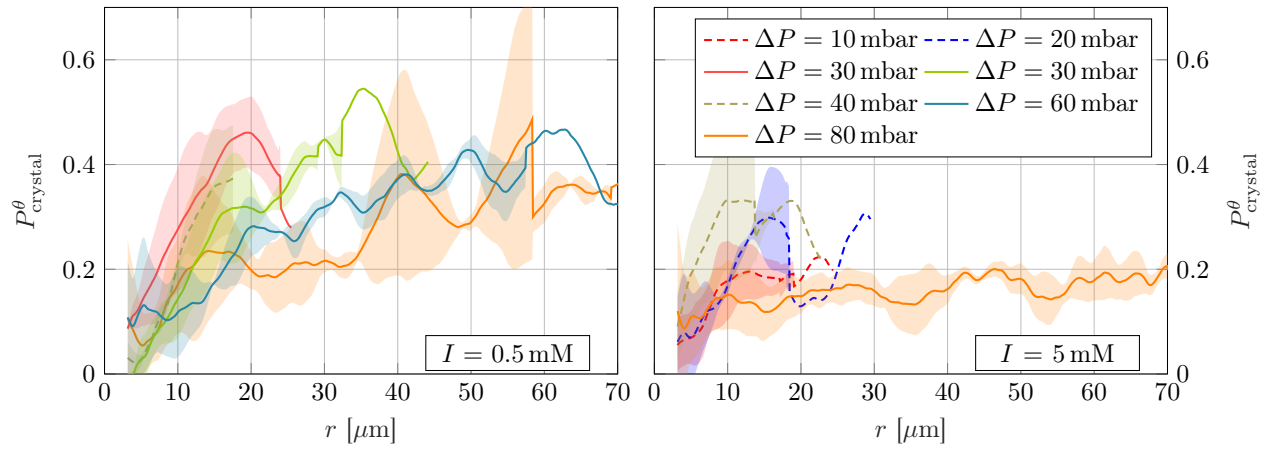 0.6
0.4
0.2
0
P^θ_crystal
0 10 20 30 40 50 60 70
r [μm]
I = 0.5 mM
ΔP = 10 mbar ΔP = 20 mbar
ΔP = 30 mbar ΔP = 30 mbar
ΔP = 40 mbar ΔP = 60 mbar
ΔP = 80 mbar
I = 5 mM
0.6
0.4
0.2
0
P^θ_crystal
0 10 20 30 40 50 60 70
r [μm]